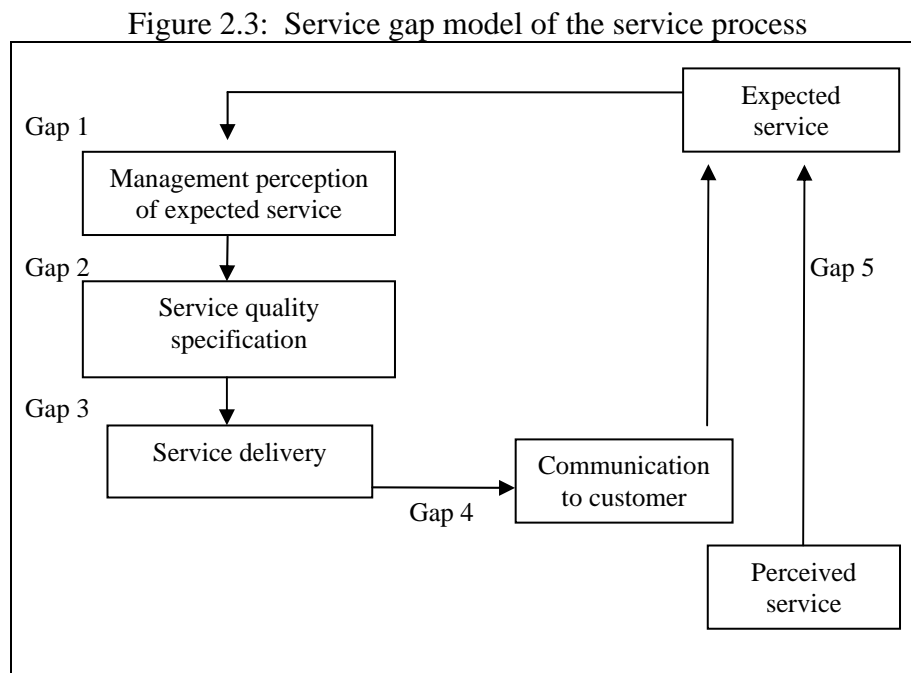 Figure 2.3: Service gap model of the service process
Expected
service
Gap 1
Management perception
of expected service
Gap 2
Gap 5
Service quality
specification
Gap 3
Service delivery
Communication
to customer
Gap 4
Perceived
service